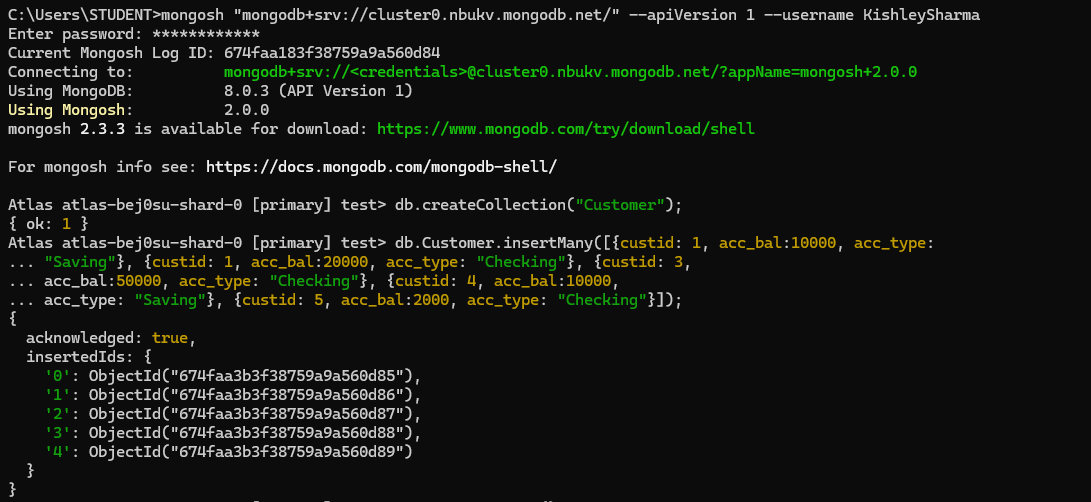 C:\Users\STUDENT>mongosh "mongodb+srv://cluster0.nbukv.mongodb.net/" --apiVersion 1 --username KishleySharma
Enter password: ************
Current Mongosh Log ID: 674faa183f38759a9a560d84
Connecting to: mongodb+srv://<credentials>@cluster0.nbukv.mongodb.net/?appName=mongosh+2.0.0
Using MongoDB: 8.0.3 (API Version 1)
Using Mongosh: 2.0.0
mongosh 2.3.3 is available for download: https://www.mongodb.com/try/download/shell
For mongosh info see: https://docs.mongodb.com/mongodb-shell/
Atlas atlas-bej0su-shard-0 [primary] test> db.createCollection("Customer");
{ ok: 1 }
Atlas atlas-bej0su-shard-0 [primary] test> db.Customer.insertMany([{custid: 1, acc_bal:10000, acc_type:
... "Saving"}, {custid: 1, acc_bal:20000, acc_type: "Checking"}, {custid: 3,
... acc_bal:50000, acc_type: "Checking"}, {custid: 4, acc_bal:10000,
... acc_type: "Saving"}, {custid: 5, acc_bal:2000, acc_type: "Checking"}]);
{
  acknowledged: true,
  insertedIds: {
    '0': ObjectId("674faa3b3f38759a9a560d85"),
    '1': ObjectId("674faa3b3f38759a9a560d86"),
    '2': ObjectId("674faa3b3f38759a9a560d87"),
    '3': ObjectId("674faa3b3f38759a9a560d88"),
    '4': ObjectId("674faa3b3f38759a9a560d89")
  }
}